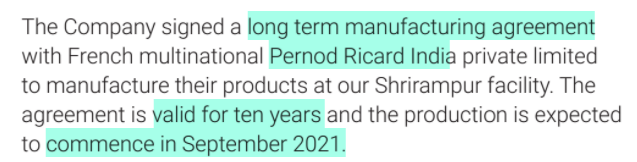 The Company signed a long term manufacturing agreement
with French multinational Pernod Ricard India private limited
to manufacture their products at our Shrirampur facility. The
agreement is valid for ten years and the production is expected
to commence in September 2021.